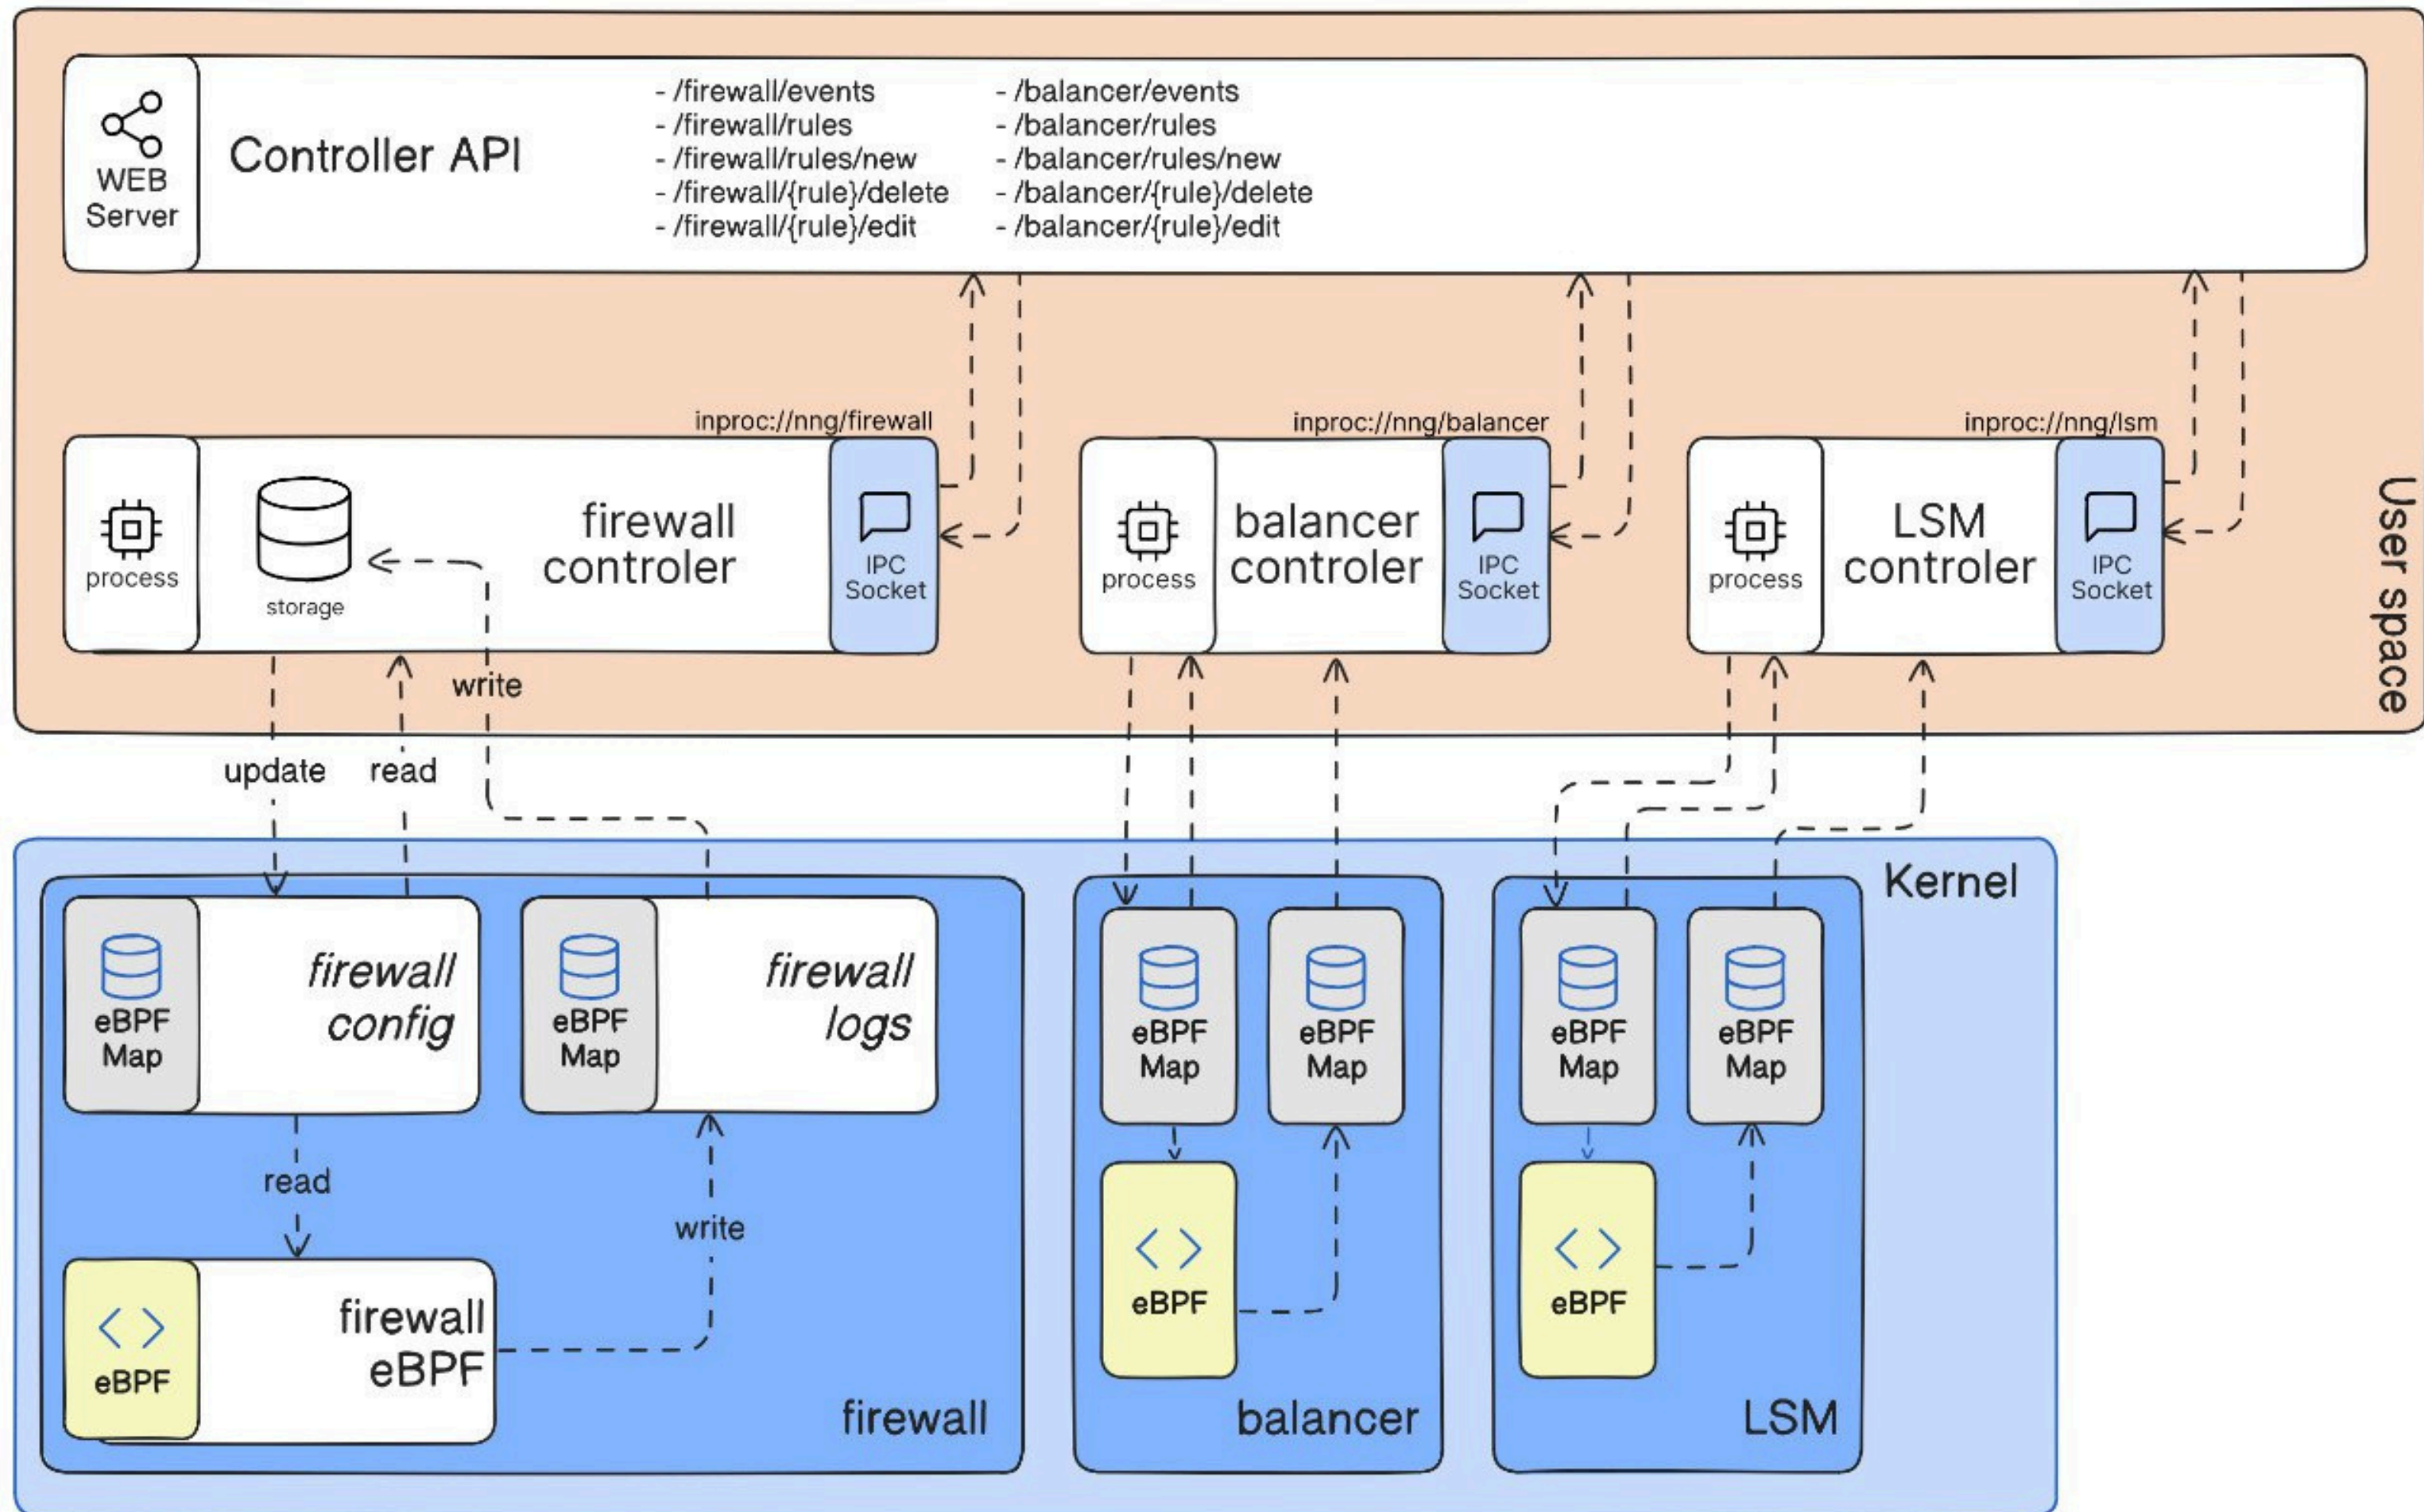 WEB
Server
Controller API
- /firewall/events
- /firewall/rules
- /firewall/rules/new
- /firewall/{rule}/delete
- /firewall/{rule}/edit
- /balancer/events
- /balancer/rules
- /balancer/rules/new
- /balancer/{rule}/delete
- /balancer/{rule}/edit
inproc://nng/firewall
inproc://nng/balancer
inproc://nng/lsm
process
storage
firewall
controler
IPC
Socket
process
balancer
controler
IPC
Socket
process
LSM
controler
IPC
Socket
User space
write
update
read
Kernel
eBPF
Map
firewall
config
eBPF
Map
firewall
logs
eBPF
Map
eBPF
Map
eBPF
Map
eBPF
Map
read
write
eBPF
firewall
eBPF
firewall
eBPF
balancer
eBPF
LSM